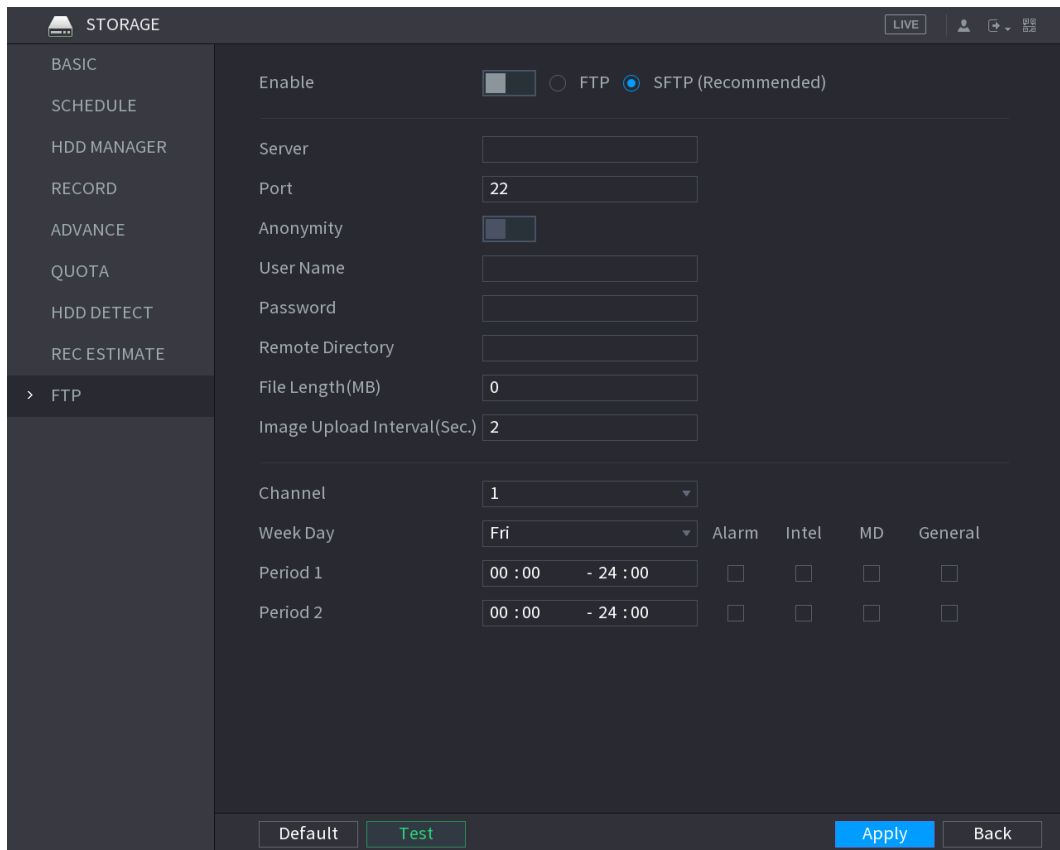 STORAGE
LIVE
BASIC
SCHEDULE
HDD MANAGER
RECORD
ADVANCE
QUOTA
HDD DETECT
REC ESTIMATE
> FTP
Enable FTP SFTP (Recommended)
Server
Port 22
Anonymity
User Name
Password
Remote Directory
File Length(MB) 0
Image Upload Interval(Sec.) 2
Channel 1
Week Day Fri Alarm Intel MD General
Period 1 00 : 00 - 24 : 00
Period 2 00 : 00 - 24 : 00
Default Test Apply Back